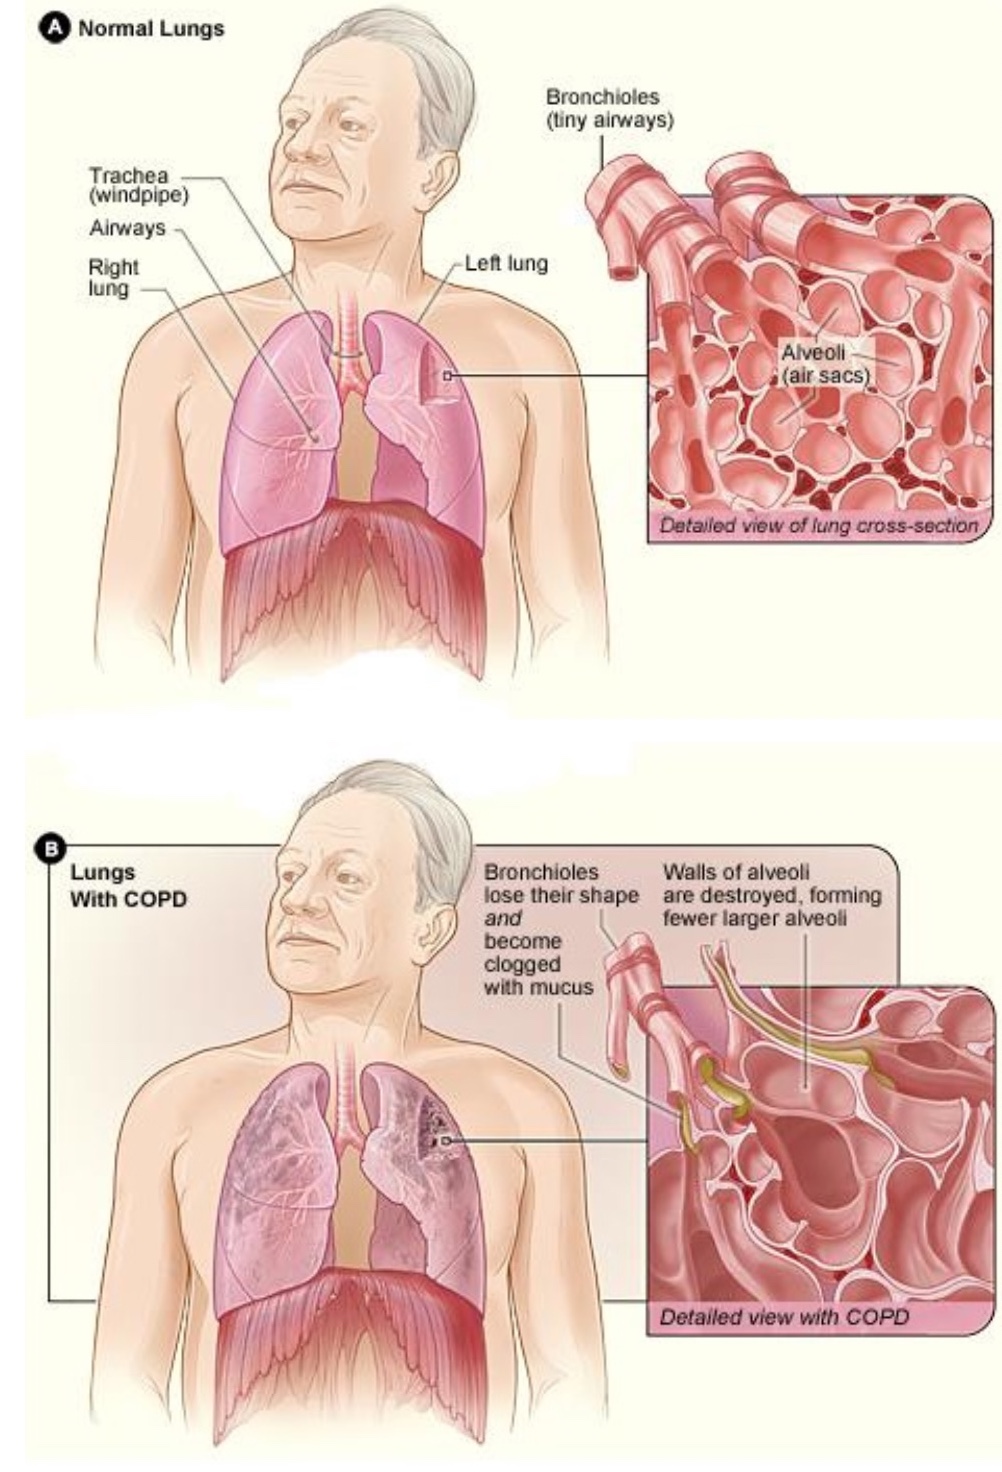 A Normal Lungs
Bronchioles
(tiny airways)
Trachea
(windpipe)
Airways
Right
lung
Left lung
Alveoli
(air sacs)
Detailed view of lung cross-section
B
Lungs
With COPD
Bronchioles
lose their shape
and
become
clogged
with mucus
Walls of alveoli
are destroyed, forming
fewer larger alveoli
Detailed view with COPD